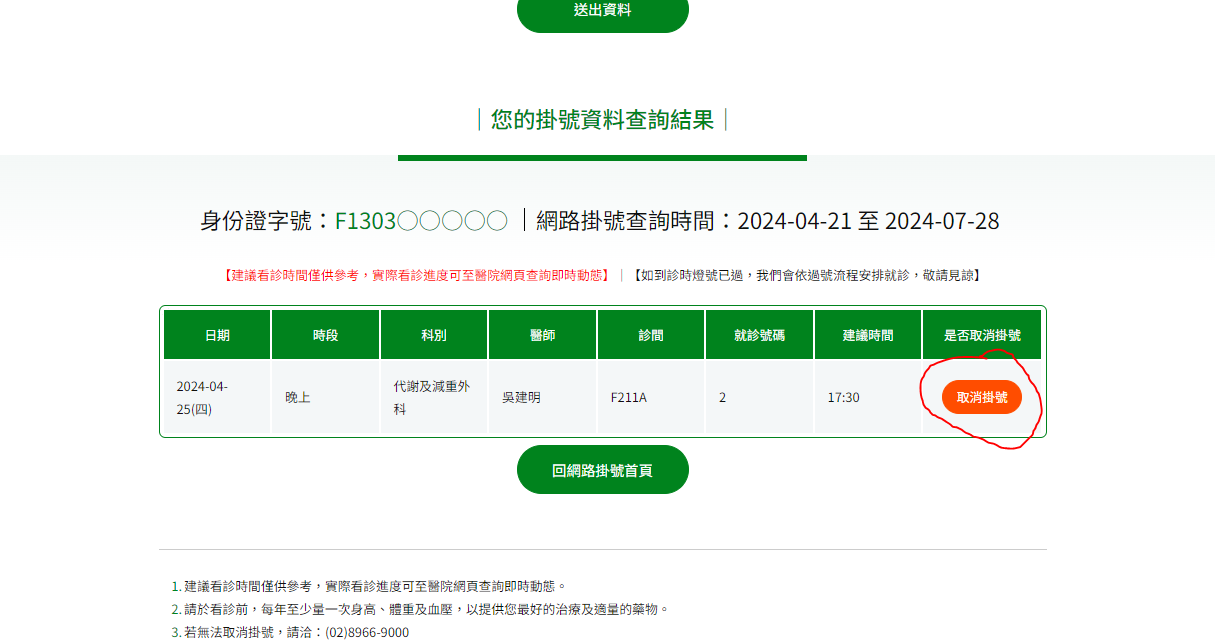 送出資料
｜您的掛號資料查詢結果｜
身份證字號：F1303〇〇〇〇〇｜網路掛號查詢時間：2024-04-21 至 2024-07-28
【建議看診時間僅供參考，實際看診進度可至醫院網頁查詢即時動態】｜【如到診時燈號已過，我們會依過號流程安排就診，敬請見諒】
日期 時段 科別 醫師 診間 就診號碼 建議時間 是否取消掛號
2024-04-
25(四)
晚上
代謝及減重外
科
吳建明
F211A
2
17:30
取消掛號
回網路掛號首頁
1. 建議看診時間僅供參考，實際看診進度可至醫院網頁查詢即時動態。
2. 請於看診前，每年至少量一次身高、體重及血壓，以提供您最好的治療及適量的藥物。
3. 若無法取消掛號，請洽：(02)8966-9000